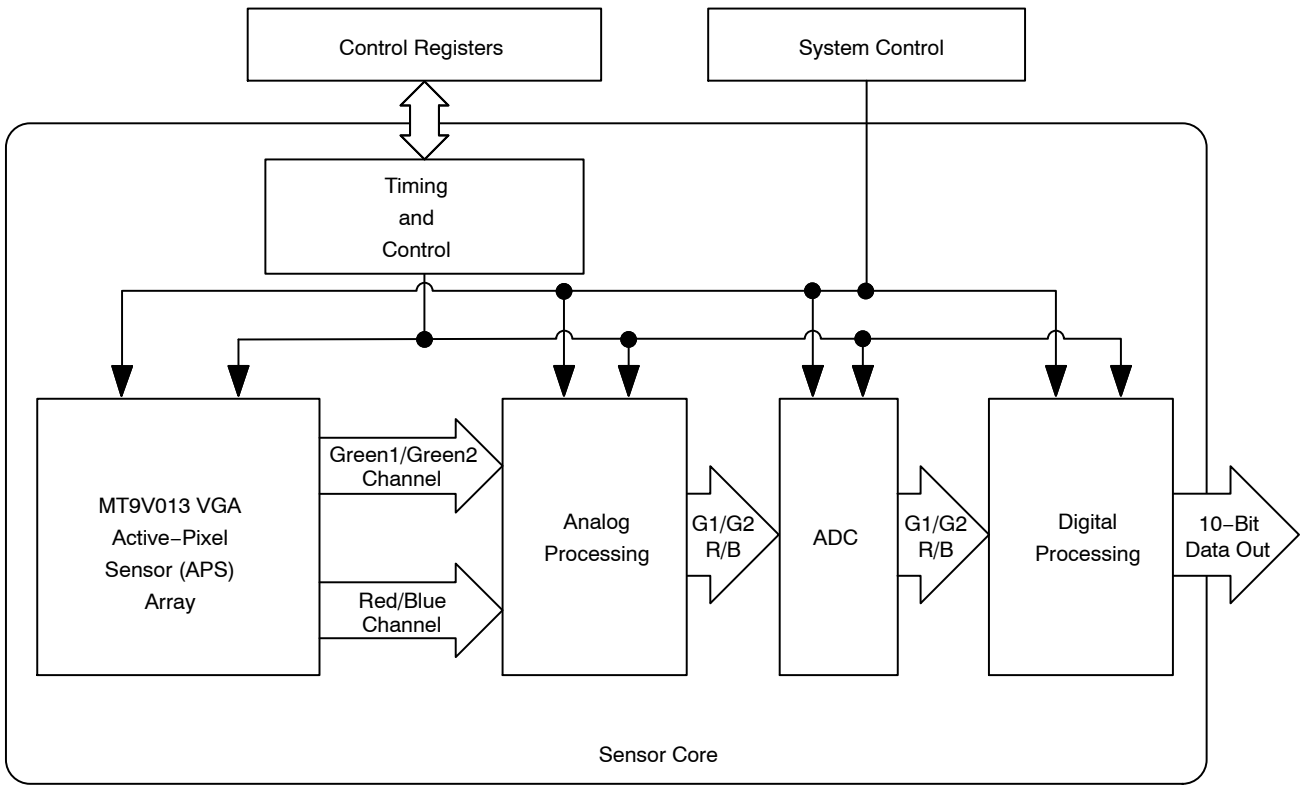 Control Registers
System Control
Timing
and
Control
MT9V013 VGA
Active−Pixel
Sensor (APS)
Array
Green1/Green2
Channel
Red/Blue
Channel
Analog
Processing
G1/G2
R/B
ADC
G1/G2
R/B
Digital
Processing
10−Bit
Data Out
Sensor Core